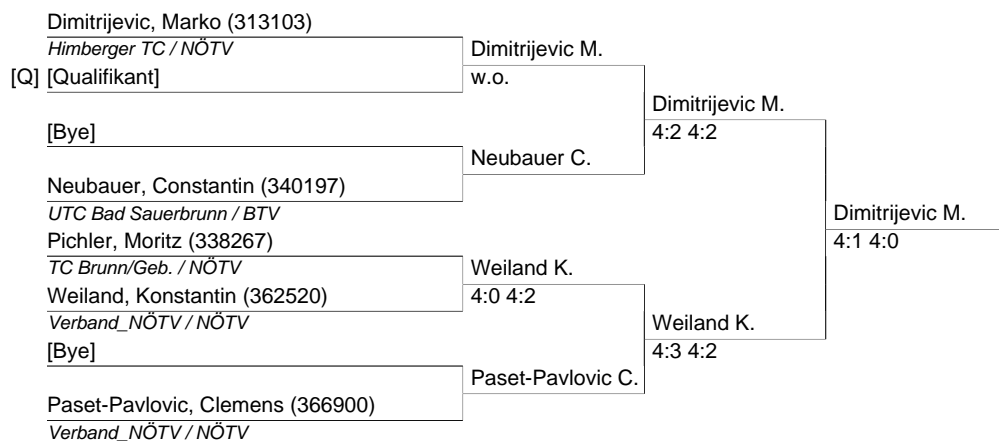 Dimitrijevic, Marko (313103)
Himberger TC / NÖTV
Dimitrijevic M.
[Q] [Qualifikant]
w.o.
Dimitrijevic M.
[Bye]
4:2 4:2
Neubauer C.
Neubauer, Constantin (340197)
UTC Bad Sauerbrunn / BTV
Dimitrijevic M.
Pichler, Moritz (338267)
4:1 4:0
TC Brunn/Geb. / NÖTV
Weiland K.
Weiland, Konstantin (362520)
4:0 4:2
Verband_NÖTV / NÖTV
Weiland K.
[Bye]
4:3 4:2
Paset-Pavlovic C.
Paset-Pavlovic, Clemens (366900)
Verband_NÖTV / NÖTV